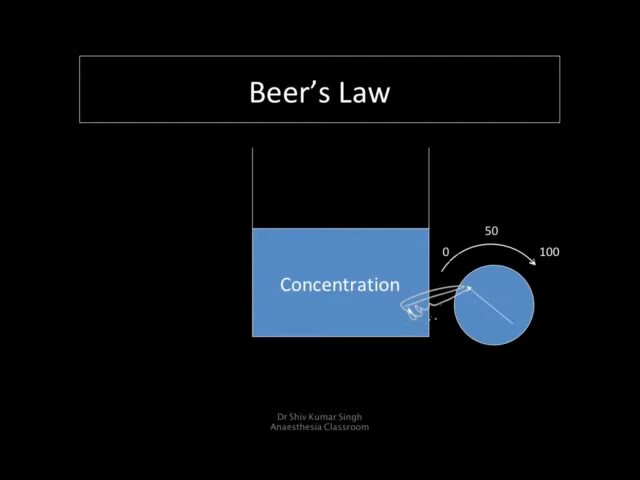 Beer's Law
50
0
100
Concentration
Dr Shiv Kumar Singh
Anaesthesia Classroom